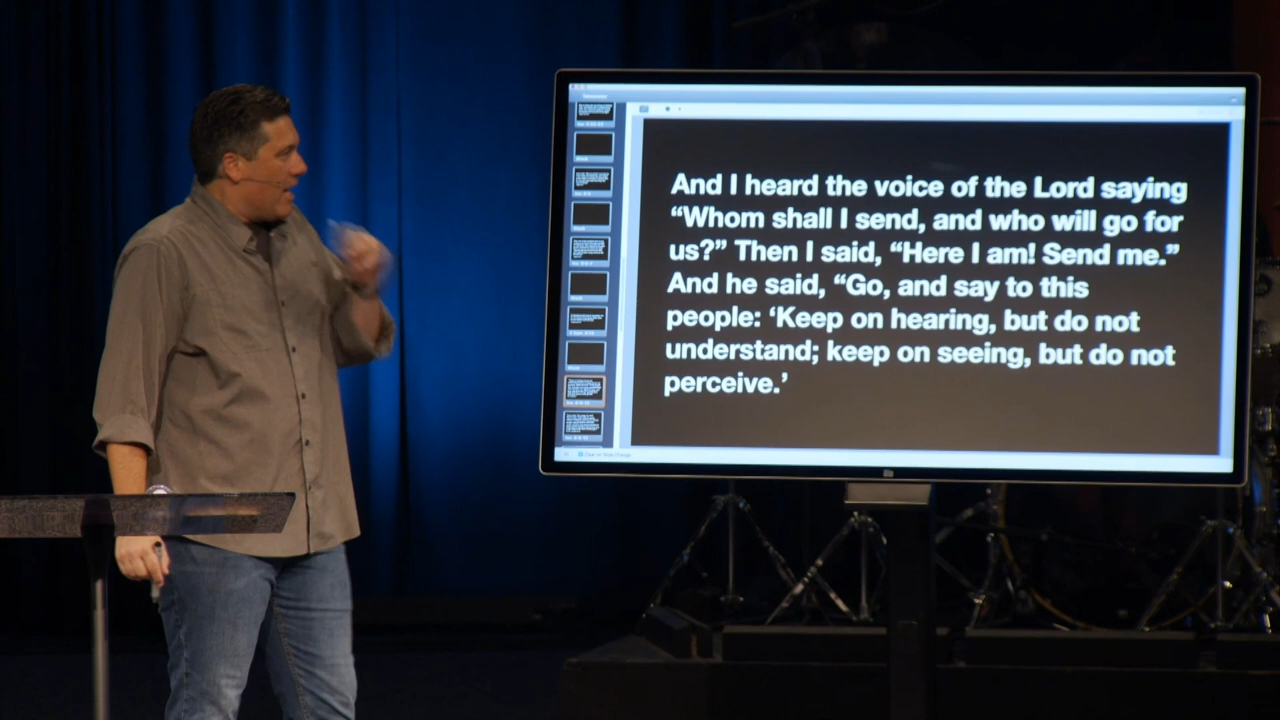 And I heard the voice of the Lord saying
“Whom shall I send, and who will go for
us?” Then I said, “Here I am! Send me.”
And he said, “Go, and say to this
people: ‘Keep on hearing, but do not
understand; keep on seeing, but do not
perceive.’